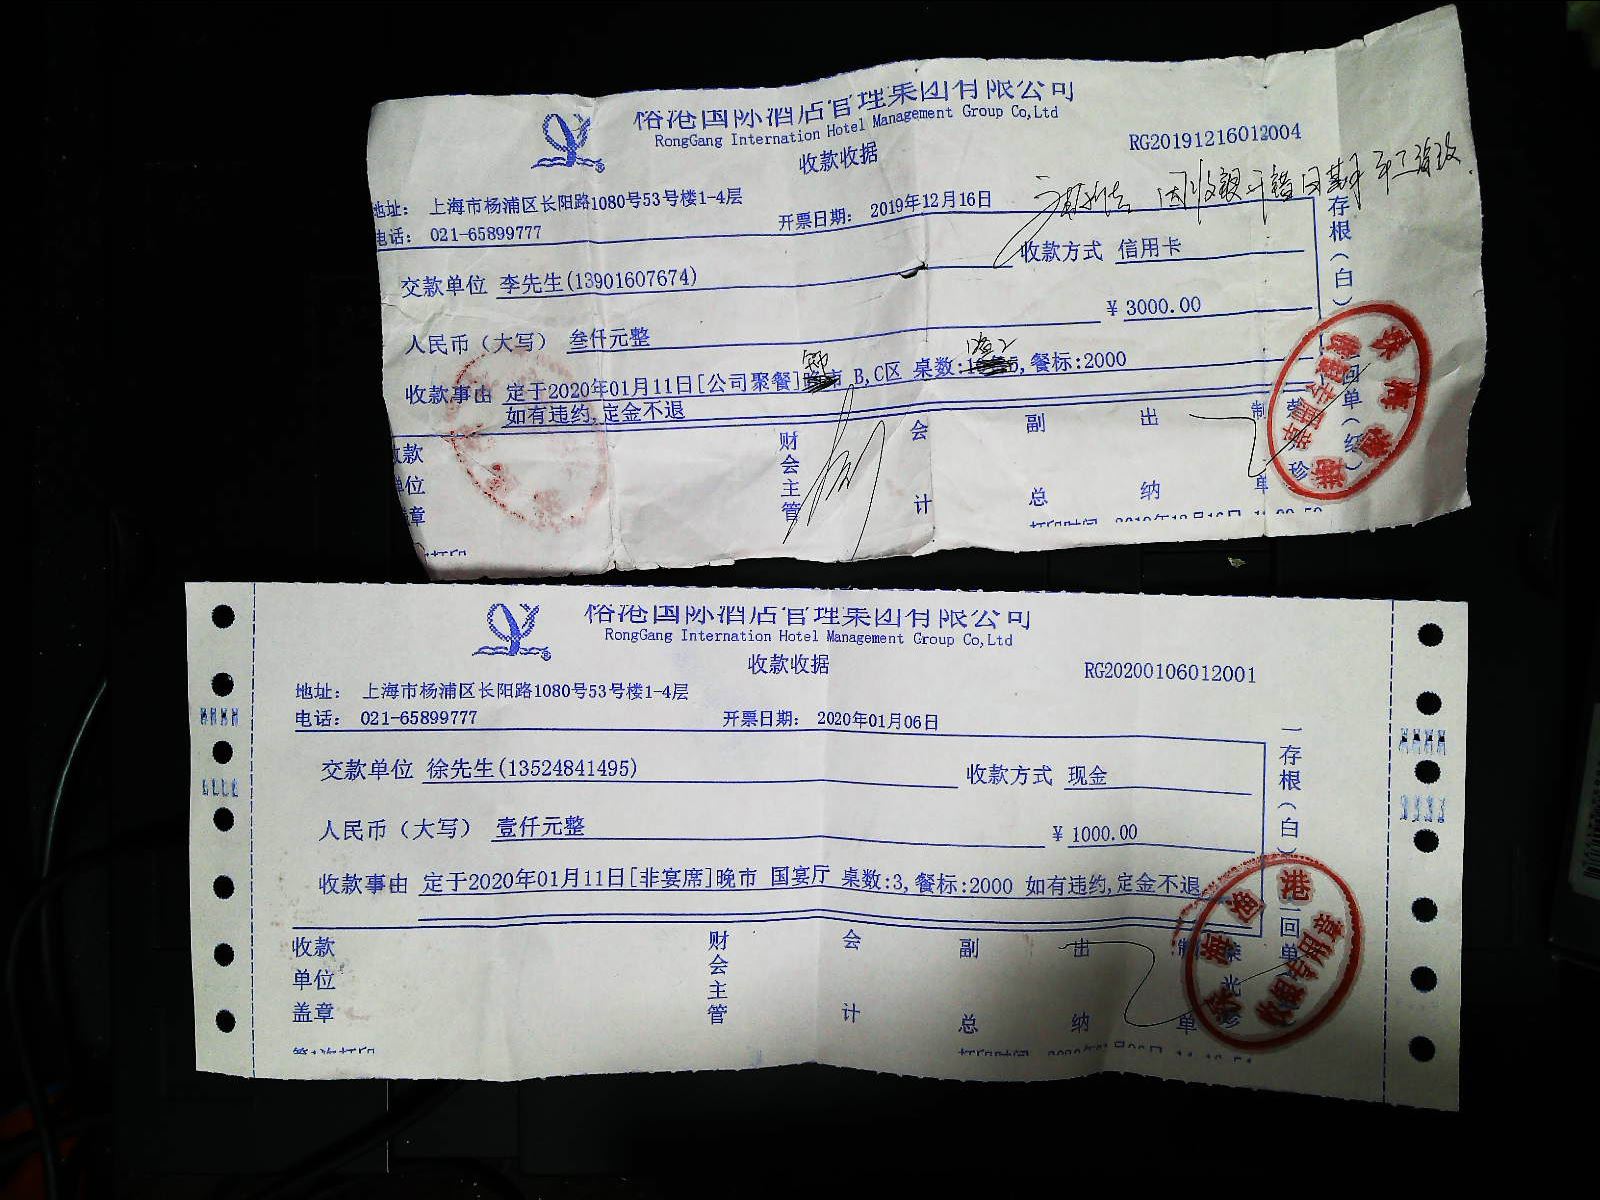 裕港国际酒店管理集团有限公司
RongGang Internation Hotel Management Group Co,Ltd
收款收据
RG20191216012004
地址： 上海市杨浦区长阳路1080号53号楼1-4层
电话： 021-65899777
开票日期： 2019年12月16日
交款单位 李先生(13901607674)
收款方式 信用卡
人民币（大写） 叁仟元整
¥ 3000.00
收款事由 定于2020年01月11日[公司聚餐] 市 B,C区 桌数: ,餐标:2000
如有违约,定金不退
收款单位盖章
财会主管
会计
副总
出纳
制单
存根（白）
回单（红）
裕港国际酒店管理集团有限公司
RongGang Internation Hotel Management Group Co,Ltd
收款收据
RG20200106012001
地址： 上海市杨浦区长阳路1080号53号楼1-4层
电话： 021-65899777
开票日期： 2020年01月06日
交款单位 徐先生(13524841495)
收款方式 现金
人民币（大写） 壹仟元整
¥ 1000.00
收款事由 定于2020年01月11日[非宴席]晚市 国宴厅 桌数:3,餐标:2000 如有违约,定金不退
收款单位盖章
财会主管
会计
副总
出纳
制单
一存根（白）
二回单
珠海渔港
收银专用章